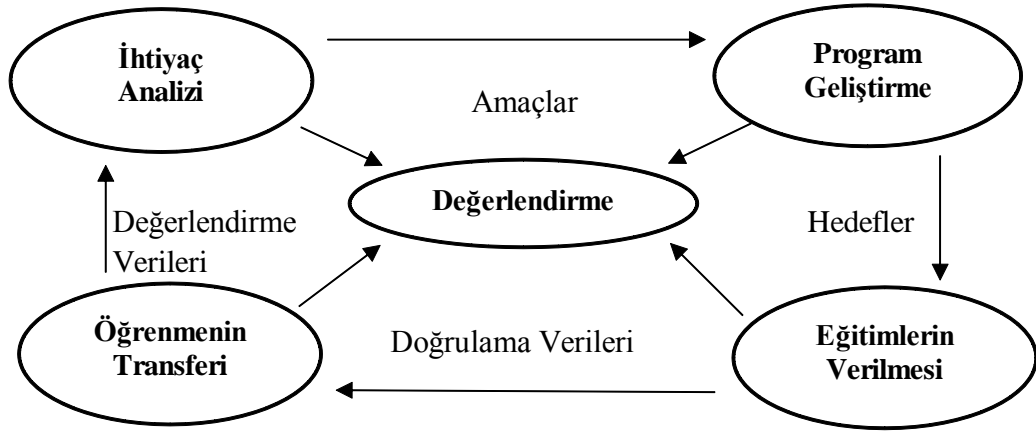 İhtiyaç
Analizi
Program
Geliştirme
Amaçlar
Değerlendirme
Değerlendirme
Verileri
Hedefler
Öğrenmenin
Transferi
Doğrulama Verileri
Eğitimlerin
Verilmesi